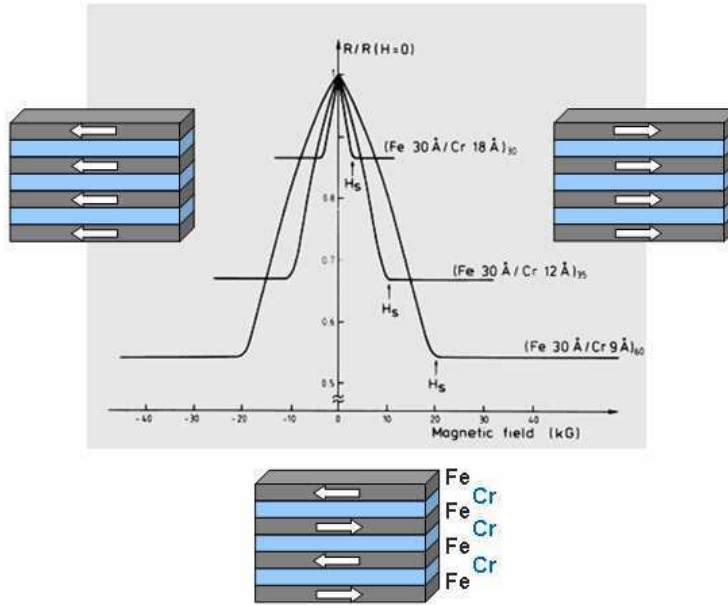 R/R(H=0)
1
(Fe 30 Å/Cr 18 Å)30
Hs
0.8
0.7
(Fe 30 Å/Cr 12 Å)35
Hs
0.6
(Fe 30 Å/Cr 9 Å)60
0.5
Hs
-40 -30 -20 -10 0 10 20 30 40
Magnetic field (kG)
Fe
Cr
Fe
Cr
Fe
Cr
Fe